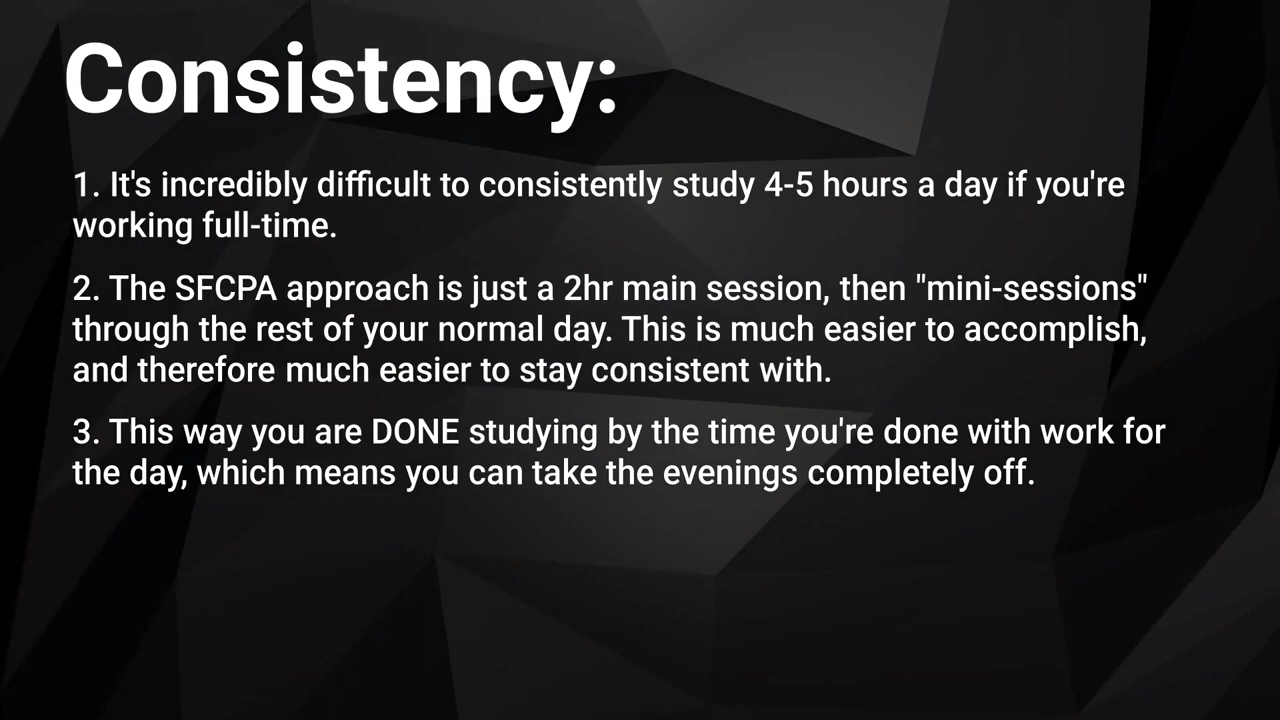 Consistency:
1. It's incredibly difficult to consistently study 4-5 hours a day if you're
working full-time.
2. The SFCPA approach is just a 2hr main session, then "mini-sessions"
through the rest of your normal day. This is much easier to accomplish,
and therefore much easier to stay consistent with.
3. This way you are DONE studying by the time you're done with work for
the day, which means you can take the evenings completely off.